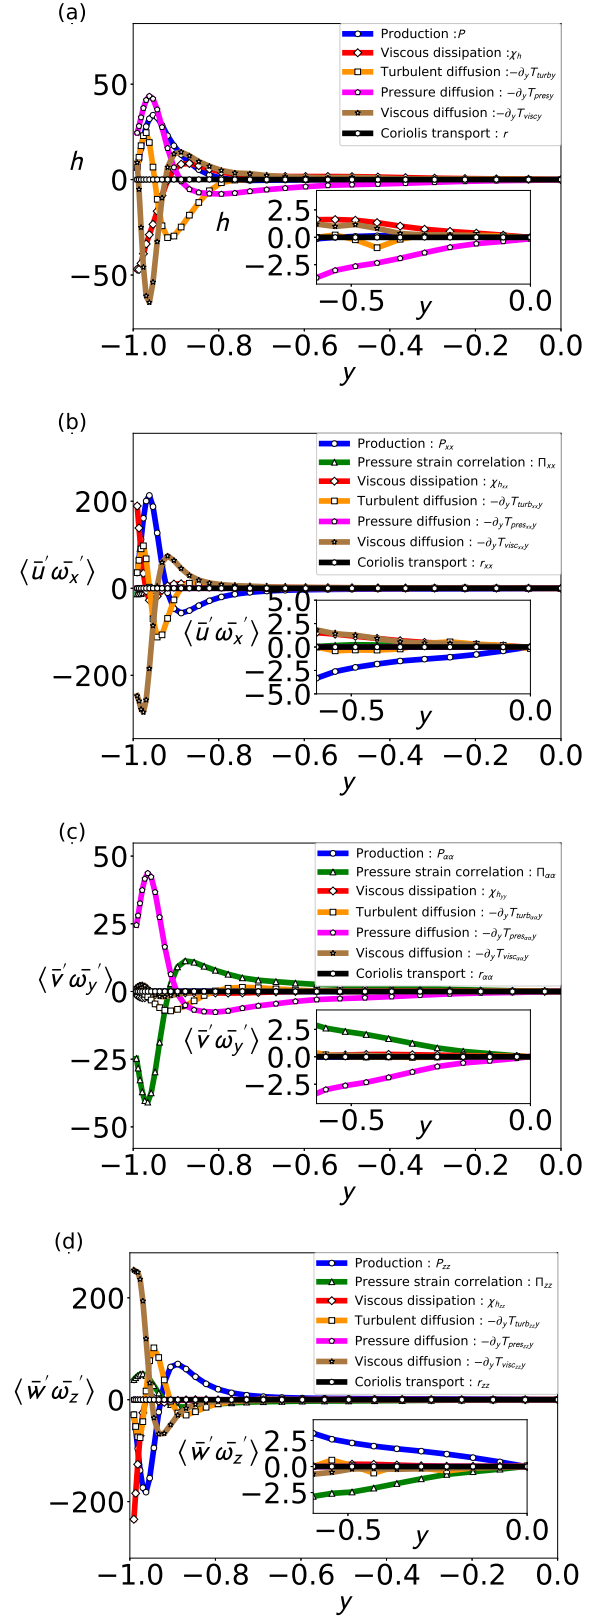 (a)
Production : P
Viscous dissipation : χ_h
Turbulent diffusion : −∂_yT_turby
Pressure diffusion : −∂_yT_presy
Viscous diffusion : −∂_yT_viscy
Coriolis transport : r
50
0
−50
h
h
2.5
0.0
−2.5
−0.5
0.0
y
−1.0 −0.8 −0.6 −0.4 −0.2 0.0
y
(b)
Production : P_xx
Pressure strain correlation : Π_xx
Viscous dissipation : χ_h_xx
Turbulent diffusion : −∂_yT_turb_xxy
Pressure diffusion : −∂_yT_pres_xxy
Viscous diffusion : −∂_yT_visc_xxy
Coriolis transport : r_xx
200
0
−200
⟨ū′ω̄_x′⟩
⟨ū′ω̄_x′⟩
5.0
2.5
0.0
−2.5
−5.0
−0.5
0.0
y
−1.0 −0.8 −0.6 −0.4 −0.2 0.0
y
(c)
Production : P_αα
Pressure strain correlation : Π_αα
Viscous dissipation : χ_h_yy
Turbulent diffusion : −∂_yT_turb_ααy
Pressure diffusion : −∂_yT_pres_ααy
Viscous diffusion : −∂_yT_visc_ααy
Coriolis transport : r_αα
50
25
0
−25
−50
⟨v̄′ω̄_y′⟩
⟨v̄′ω̄_y′⟩
2.5
0.0
−2.5
−0.5
0.0
y
−1.0 −0.8 −0.6 −0.4 −0.2 0.0
y
(d)
Production : P_zz
Pressure strain correlation : Π_zz
Viscous dissipation : χ_h_zz
Turbulent diffusion : −∂_yT_turb_zzy
Pressure diffusion : −∂_yT_pres_zzy
Viscous diffusion : −∂_yT_visc_zzy
Coriolis transport : r_zz
200
0
−200
⟨w̄′ω̄_z′⟩
⟨w̄′ω̄_z′⟩
2.5
0.0
−2.5
−0.5
0.0
y
−1.0 −0.8 −0.6 −0.4 −0.2 0.0
y